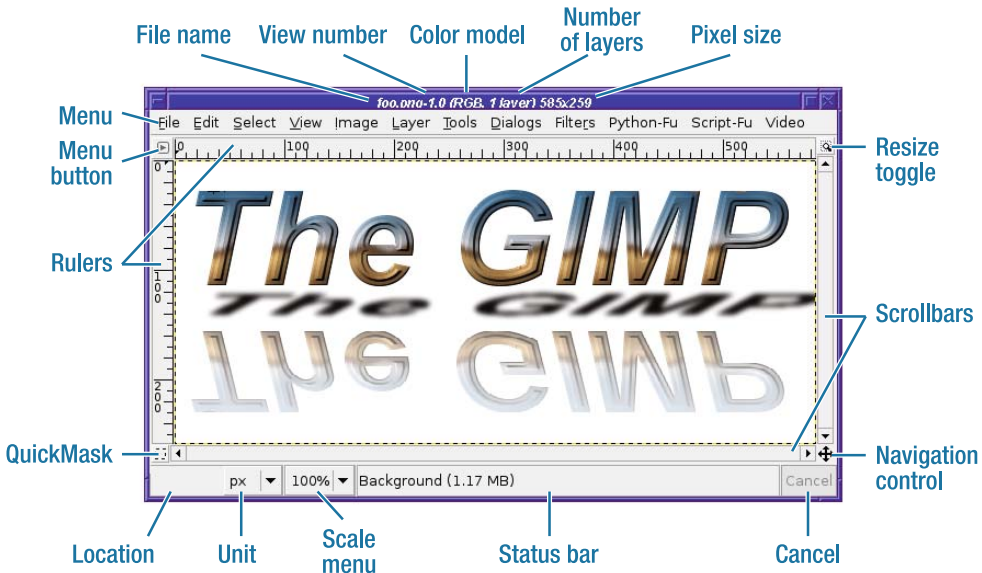 File name View number Color model Number of layers Pixel size
foo.png-1.0 (RGB, 1 layer) 585x259
Menu
File Edit Select View Image Layer Tools Dialogs Filters Python-Fu Script-Fu Video
Menu button
0 100 200 300 400 500
Resize toggle
0
The GIMP
Rulers
100
The GIMP
Scrollbars
The GIMP
200
QuickMask
Navigation control
px 100% Background (1.17 MB) Cancel
Location Unit Scale menu Status bar Cancel